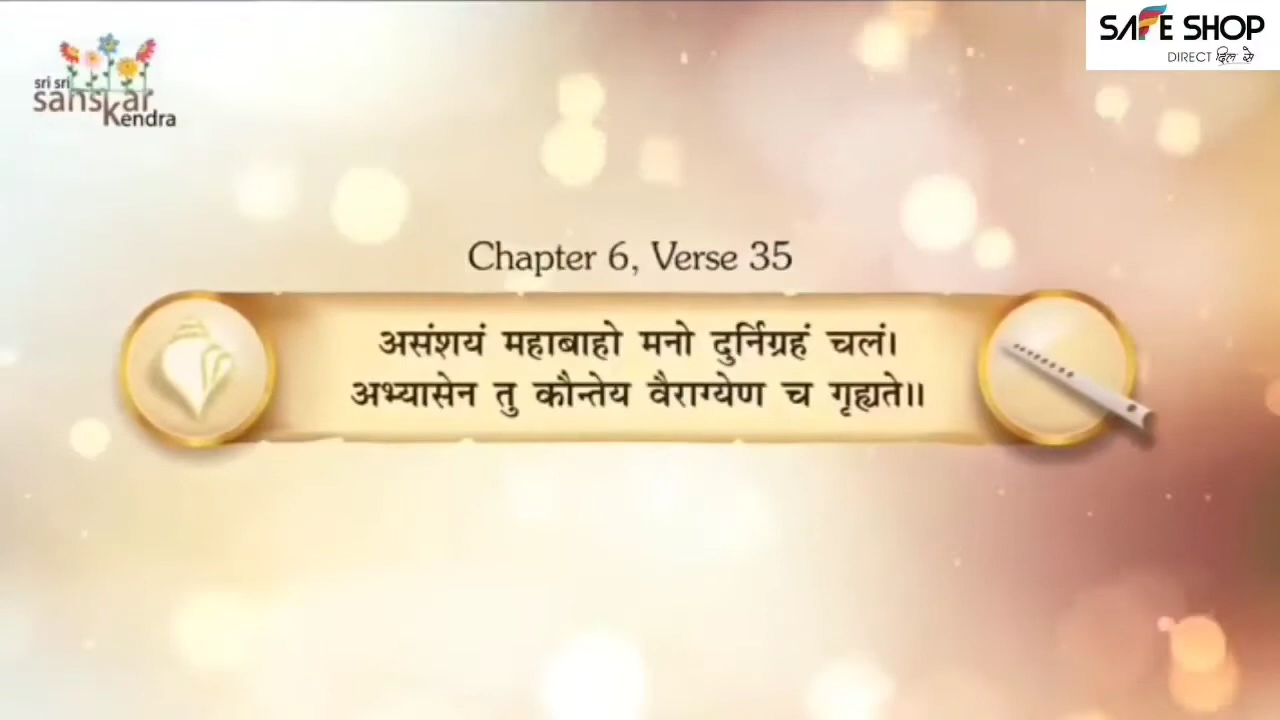 sri sri
sanskar
Kendra
SAFE SHOP
DIRECT दिल से
Chapter 6, Verse 35
असंशयं महाबाहो मनो दुर्निग्रहं चलं।
अभ्यासेन तु कौन्तेय वैराग्येण च गृह्यते॥